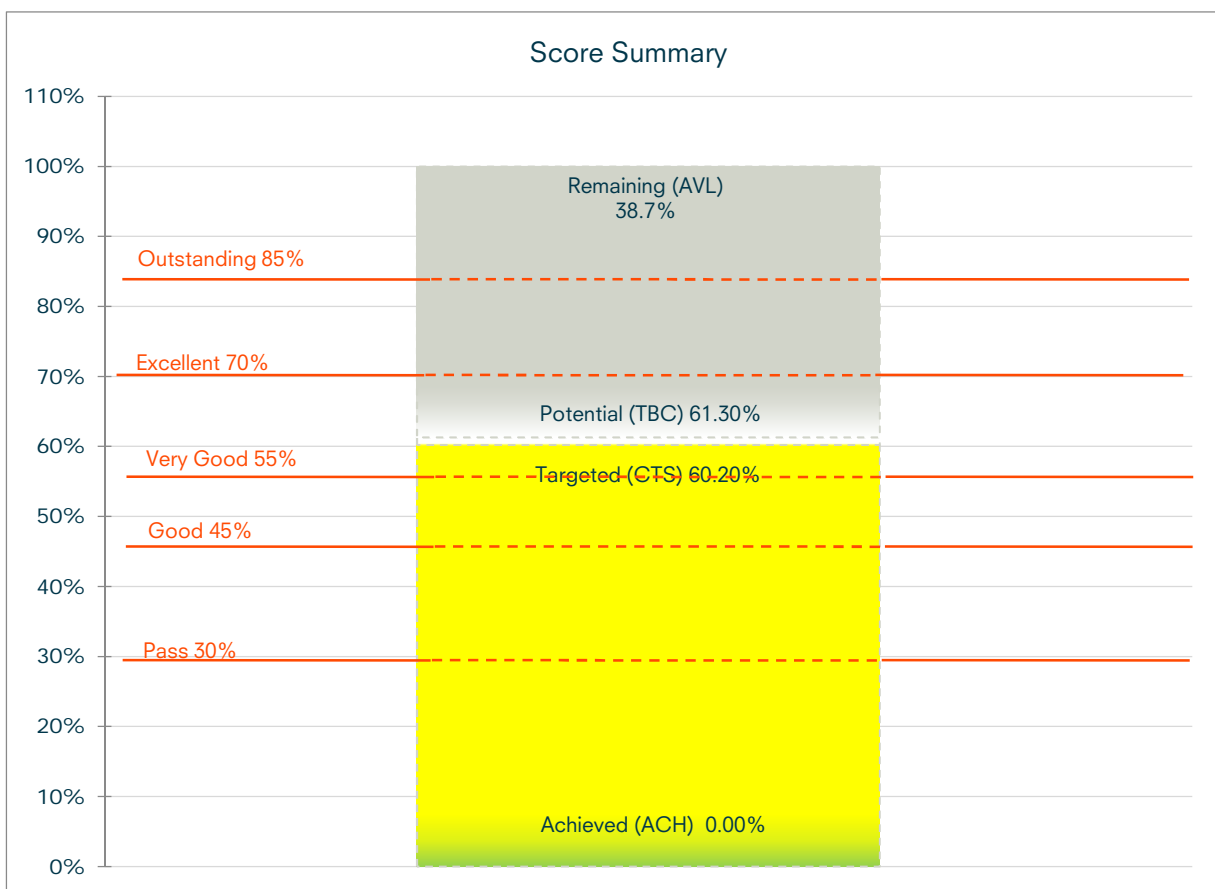 Score Summary
110%
100%
90%
80%
70%
60%
50%
40%
30%
20%
10%
0%
Outstanding 85%
Excellent 70%
Very Good 55%
Good 45%
Pass 30%
Remaining (AVL)
38.7%
Potential (TBC) 61.30%
Targeted (CTS) 60.20%
Achieved (ACH) 0.00%